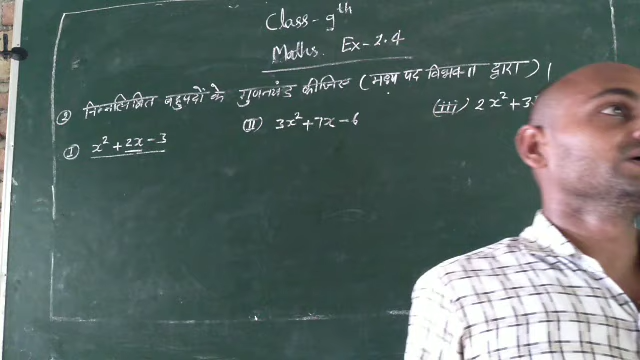 Class - 9th
Maths. Ex-2.4
② निम्नलिखित बहुपदों के गुणनखंड कीजिए (मध्य पद विभक्त द्वारा) |
Ⓘ x² + 2x - 3
Ⓘⓘ 3x² + 7x - 6
(iii) 2x² + 3